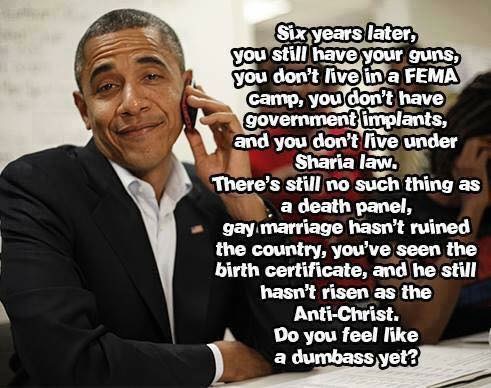 Six years later,
you still have your guns,
you don't live in a FEMA
camp, you don't have
government implants,
and you don't live under
Sharia law.
There's still no such thing as
a death panel,
gay marriage hasn't ruined
the country, you've seen the
birth certificate, and he still
hasn't risen as the
Anti-Christ.
Do you feel like
a dumbass yet?